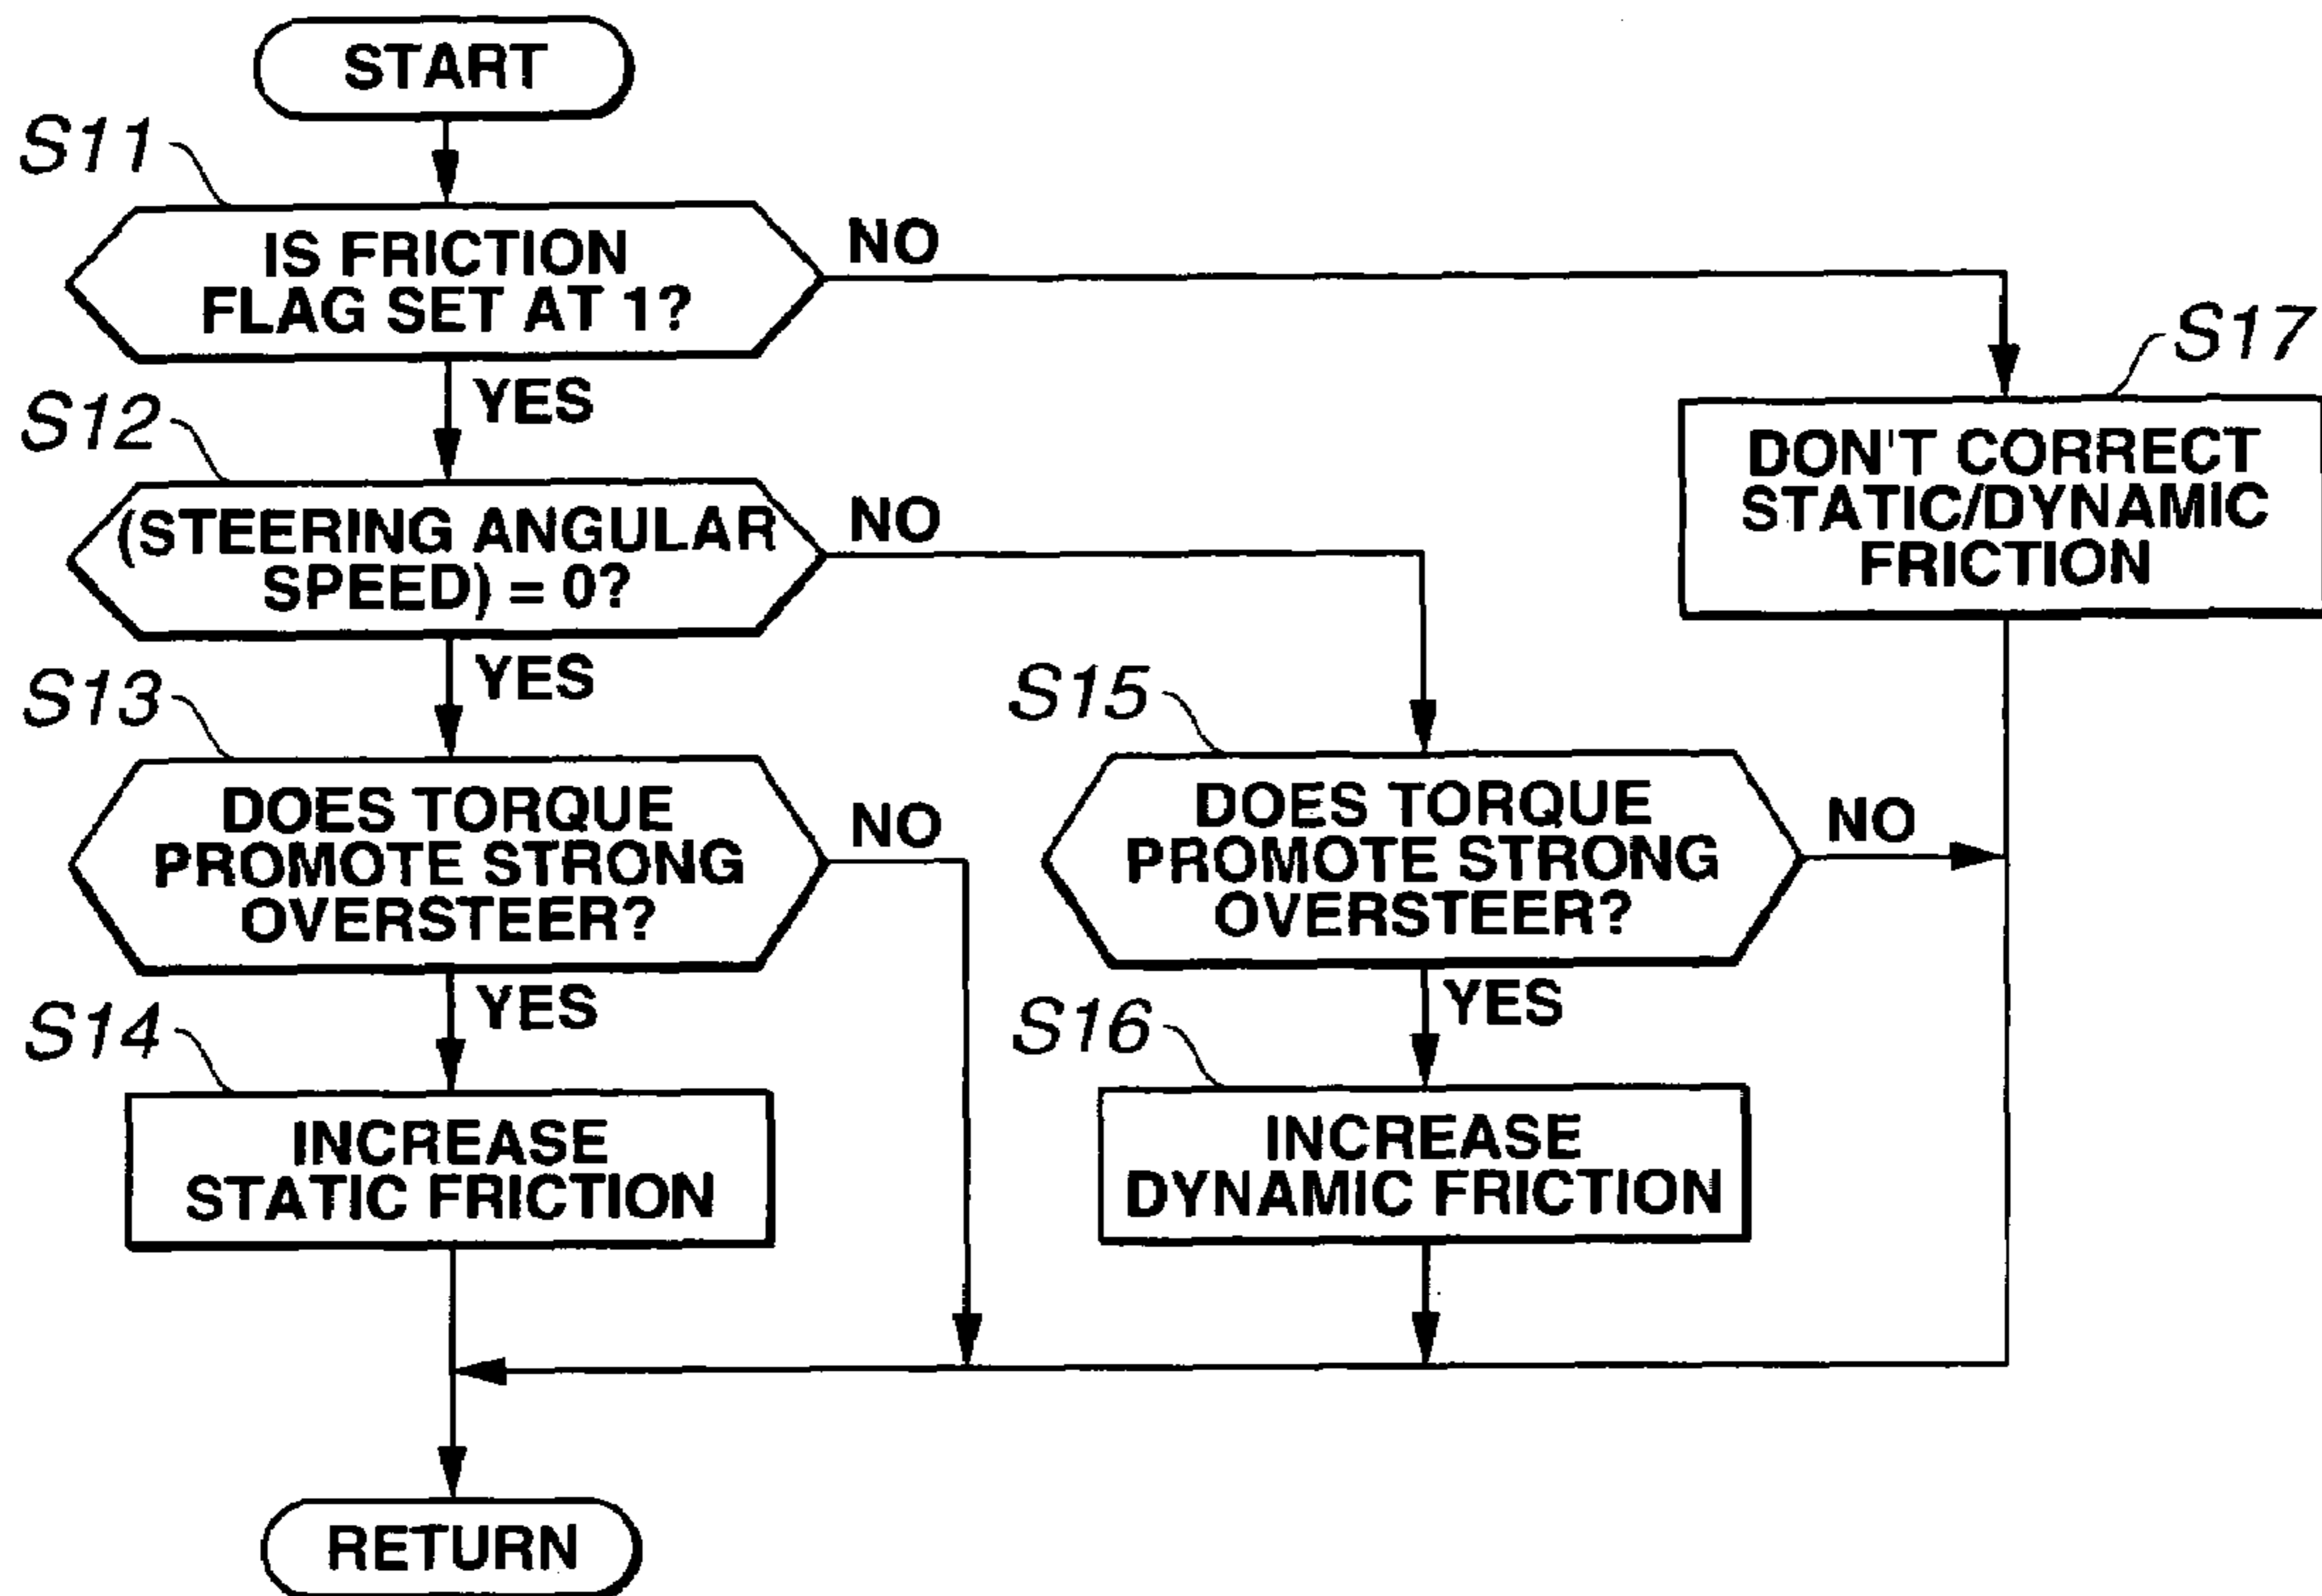 START
S11
IS FRICTION
FLAG SET AT 1?
NO
YES
S17
DON'T CORRECT
STATIC/DYNAMIC
FRICTION
S12
(STEERING ANGULAR
SPEED) = 0?
NO
YES
S13
DOES TORQUE
PROMOTE STRONG
OVERSTEER?
NO
YES
S15
DOES TORQUE
PROMOTE STRONG
OVERSTEER?
NO
YES
S14
INCREASE
STATIC FRICTION
S16
INCREASE
DYNAMIC FRICTION
RETURN